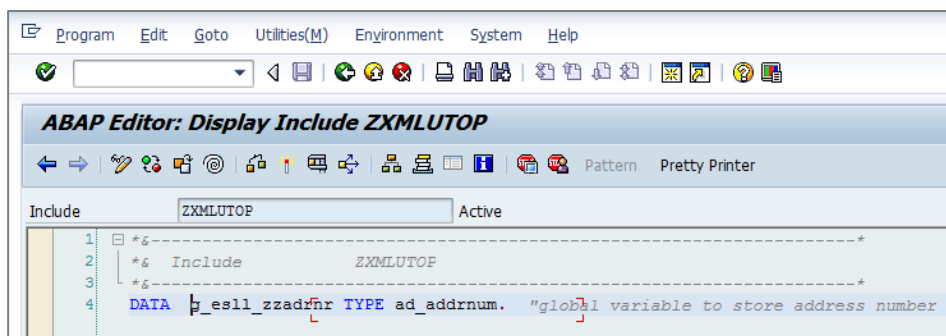 Program Edit Goto Utilities(M) Environment System Help
ABAP Editor: Display Include ZXMLUTOP
Pattern Pretty Printer
Include ZXMLUTOP Active
1 *&---------------------------------------------------------------------*
2 *& Include ZXMLUTOP
3 *&---------------------------------------------------------------------*
4 DATA g_esll_zzadrnr TYPE ad_addrnum. "global variable to store address number